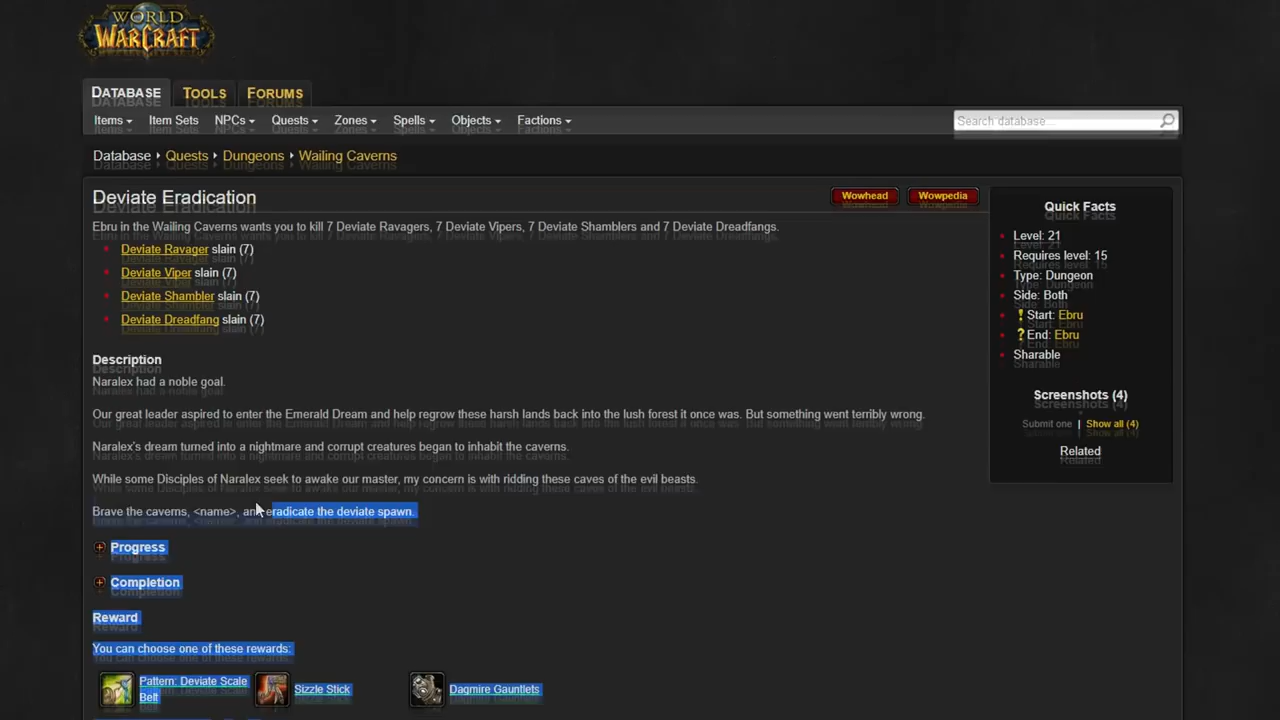 WORLD
OF
WARCRAFT
DATABASE
TOOLS
FORUMS
Items
Item Sets
NPCs
Quests
Zones
Spells
Objects
Factions
Search database...
Database
Quests
Dungeons
Wailing Caverns
Deviate Eradication
Wowhead
Wowpedia
Ebru in the Wailing Caverns wants you to kill 7 Deviate Ravagers, 7 Deviate Vipers, 7 Deviate Shamblers and 7 Deviate Dreadfangs.
Deviate Ravager slain (7)
Deviate Viper slain (7)
Deviate Shambler slain (7)
Deviate Dreadfang slain (7)
Description
Naralex had a noble goal.
Our great leader aspired to enter the Emerald Dream and help regrow these harsh lands back into the lush forest it once was. But something went terribly wrong.
Naralex's dream turned into a nightmare and corrupt creatures began to inhabit the caverns.
While some Disciples of Naralex seek to awake our master, my concern is with ridding these caves of the evil beasts.
Brave the caverns, <name>, and eradicate the deviate spawn.
Progress
Completion
Reward
You can choose one of these rewards:
Pattern: Deviate Scale
Belt
Sizzle Stick
Dagmire Gauntlets
Quick Facts
Level: 21
Requires level: 15
Type: Dungeon
Side: Both
Start: Ebru
End: Ebru
Sharable
Screenshots (4)
Submit one | Show all (4)
Related